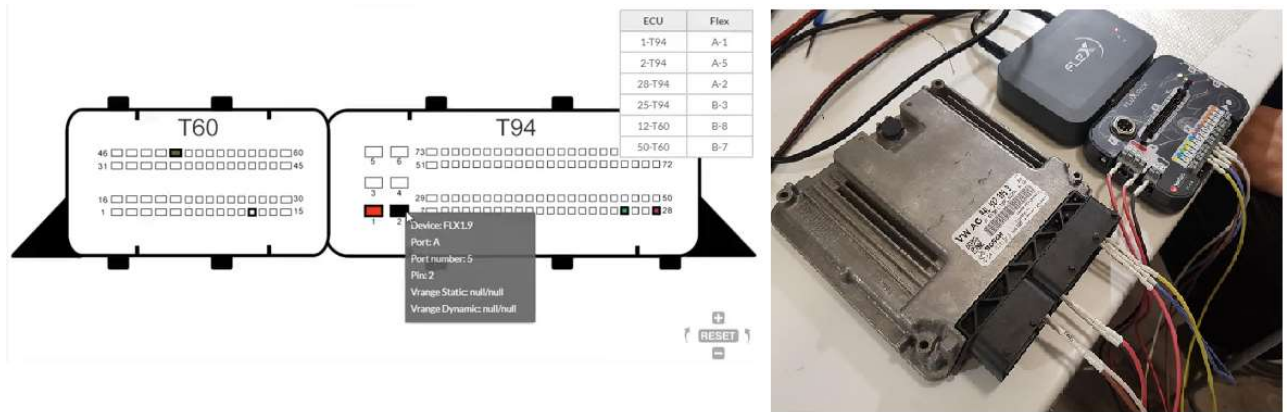 ECU Flex
1-T94 A-1
2-T94 A-5
28-T94 A-2
25-T94 B-3
12-T60 B-8
50-T60 B-7
T60 T94
46 60
31 45
16 30
1 15
5 6
3 4
1 2
73
51 72
29 50
28
Device: FLX1.9
Port: A
Port number: 5
Pin: 2
Vrange Static: null/null
Vrange Dynamic: null/null
RESET
FLEX
VW AC